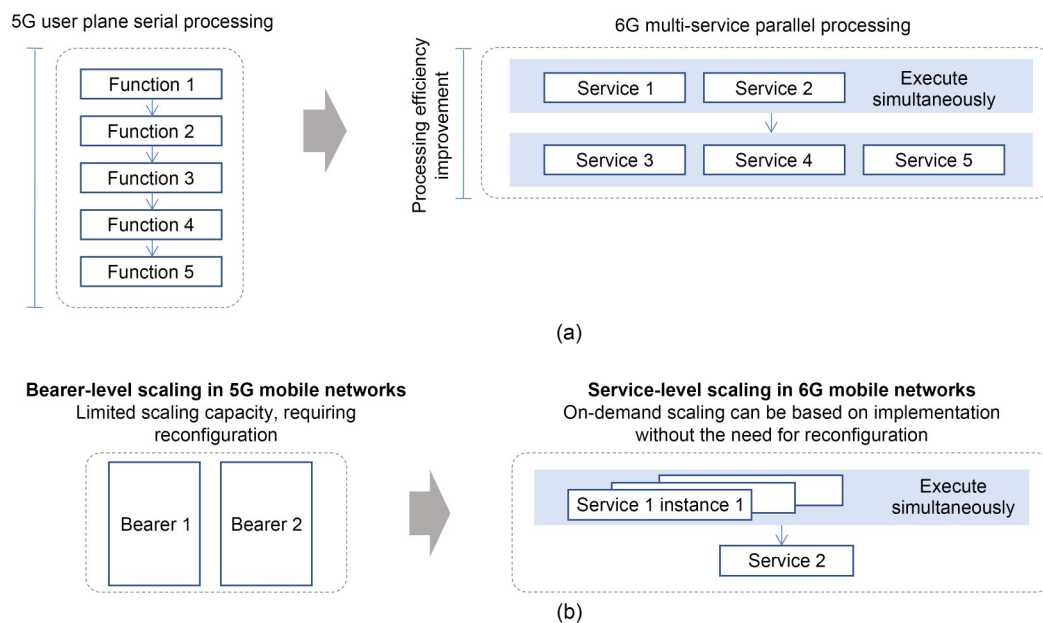 5G user plane serial processing
Function 1
Function 2
Function 3
Function 4
Function 5
6G multi-service parallel processing
Processing efficiency
improvement
Service 1
Service 2
Execute
simultaneously
Service 3
Service 4
Service 5
(a)
Bearer-level scaling in 5G mobile networks
Limited scaling capacity, requiring
reconfiguration
Bearer 1
Bearer 2
Service-level scaling in 6G mobile networks
On-demand scaling can be based on implementation
without the need for reconfiguration
Service 1 instance 1
Execute
simultaneously
Service 2
(b)